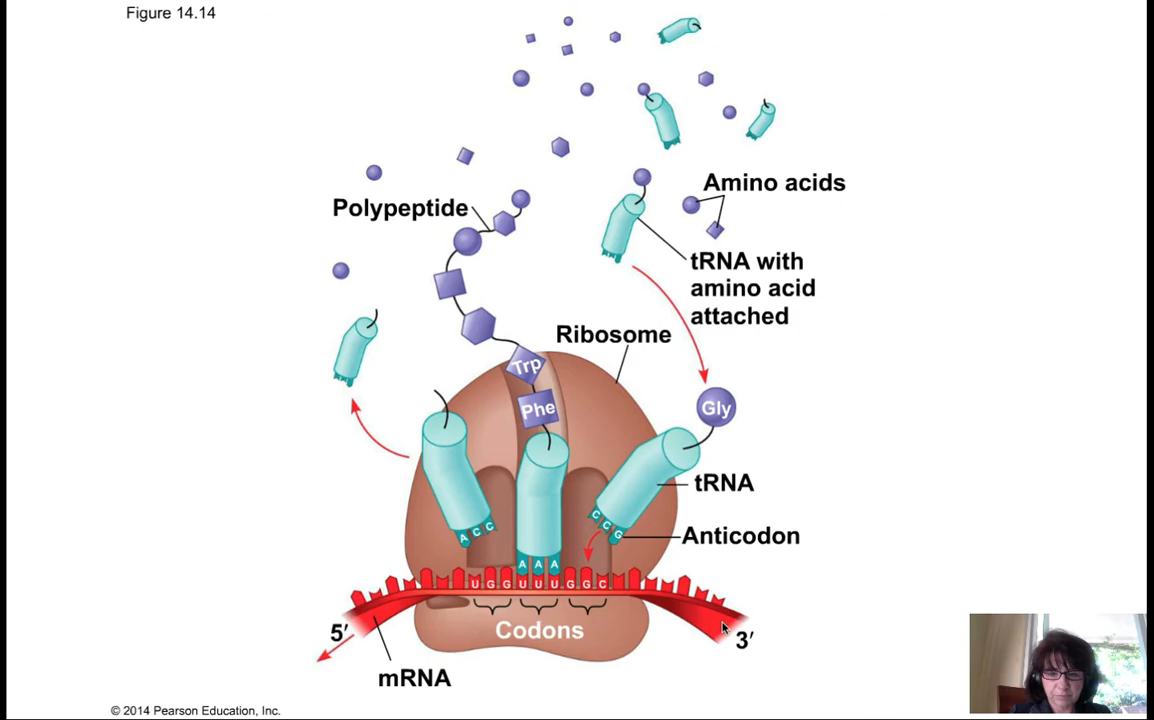 Figure 14.14
Amino acids
Polypeptide
tRNA with
amino acid
attached
Ribosome
Trp
Phe
Gly
tRNA
A C C
C C G
Anticodon
A A A
U G G U U U G G C
5′
Codons
3′
mRNA
© 2014 Pearson Education, Inc.